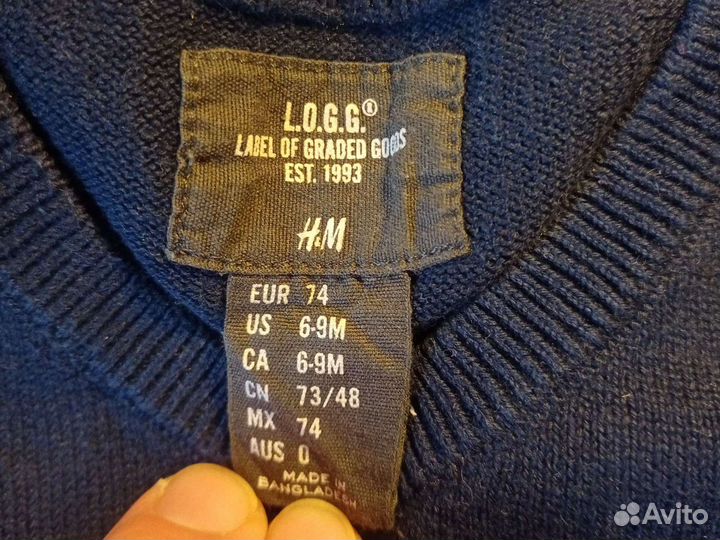 L.O.G.G.®
LABEL OF GRADED GOODS
EST. 1993
H&M
EUR 74
US 6-9M
CA 6-9M
CN 73/48
MX 74
AUS 0
MADE IN
BANGLADESH
Avito